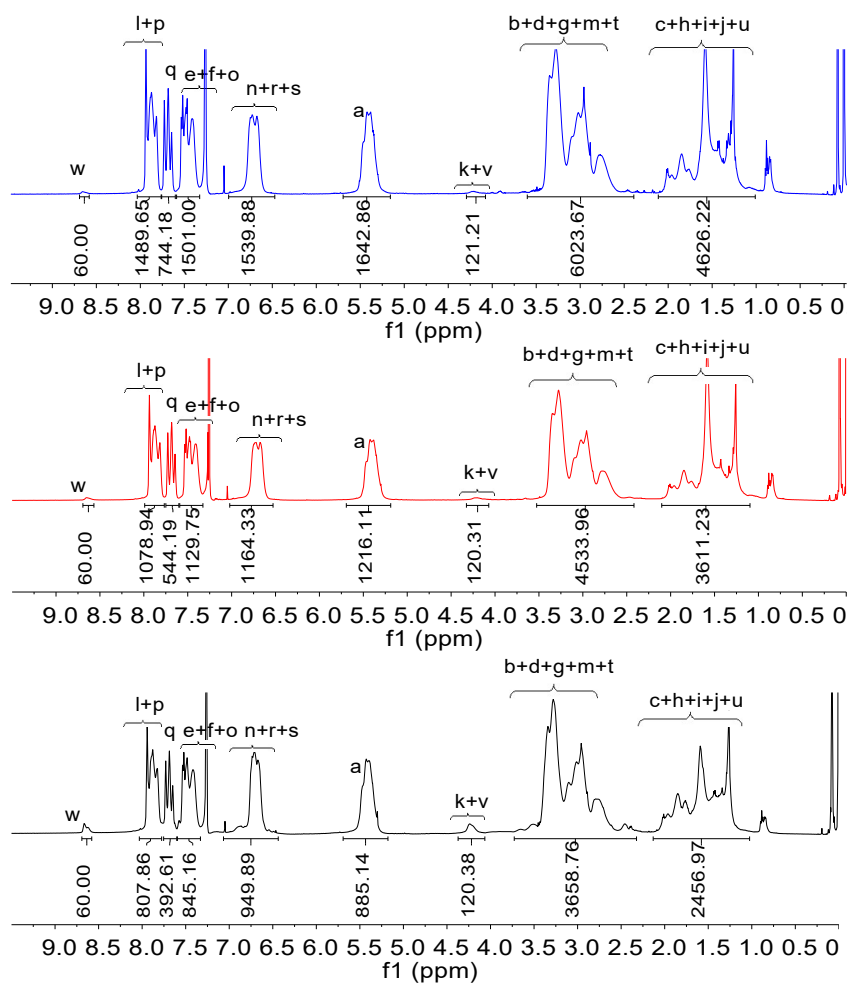 l+p
q
e+f+o
n+r+s
a
b+d+g+m+t
c+h+i+j+u
w
k+v
60.00
1489.65
744.18
1501.00
1539.88
1642.86
121.21
6023.67
4626.22
9.0 8.5 8.0 7.5 7.0 6.5 6.0 5.5 5.0 4.5 4.0 3.5 3.0 2.5 2.0 1.5 1.0 0.5 0
f1 (ppm)
l+p
q
e+f+o
n+r+s
a
b+d+g+m+t
c+h+i+j+u
w
k+v
60.00
1078.94
544.19
1129.75
1164.33
1216.11
120.31
4533.96
3611.23
9.0 8.5 8.0 7.5 7.0 6.5 6.0 5.5 5.0 4.5 4.0 3.5 3.0 2.5 2.0 1.5 1.0 0.5 0
f1 (ppm)
l+p
q
e+f+o
n+r+s
a
b+d+g+m+t
c+h+i+j+u
w
k+v
60.00
807.86
392.61
845.16
949.89
885.14
120.38
3658.76
2456.97
9.0 8.5 8.0 7.5 7.0 6.5 6.0 5.5 5.0 4.5 4.0 3.5 3.0 2.5 2.0 1.5 1.0 0.5 0
f1 (ppm)